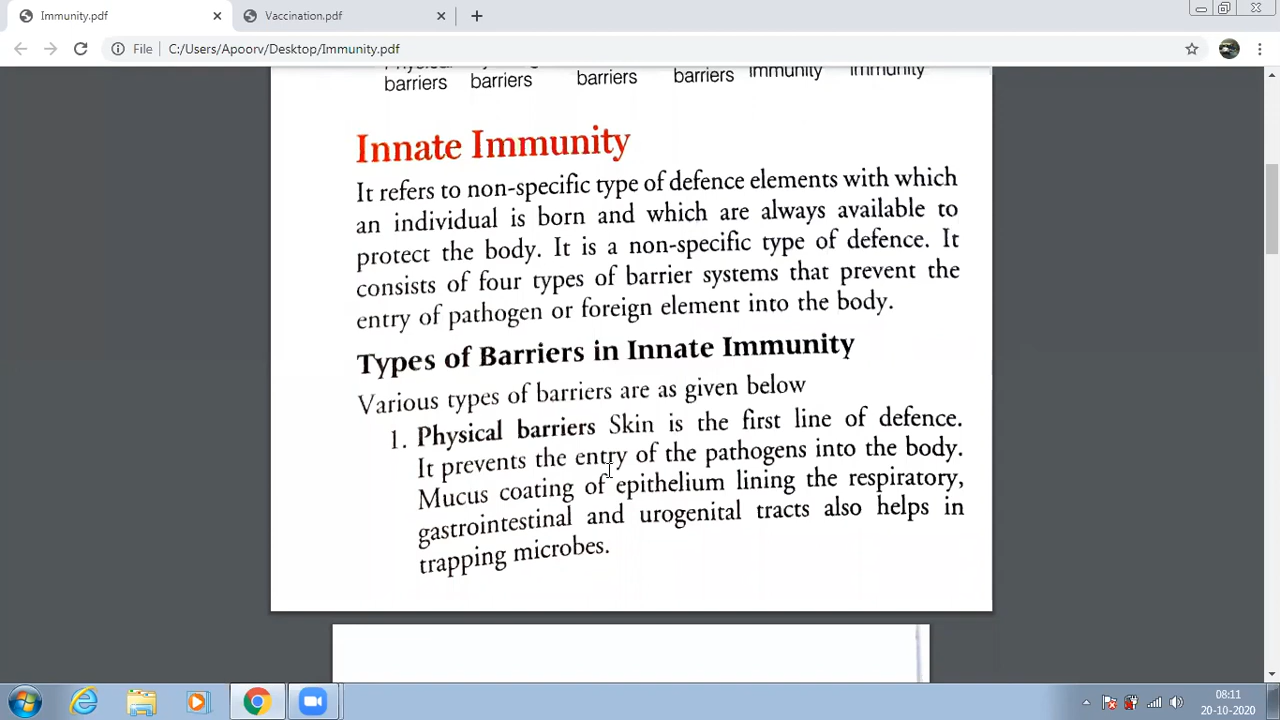 Immunity.pdf
Vaccination.pdf
File
C:/Users/Apoorv/Desktop/Immunity.pdf
barriers barriers barriers barriers immunity immunity
Innate Immunity
It refers to non-specific type of defence elements with which
an individual is born and which are always available to
protect the body. It is a non-specific type of defence. It
consists of four types of barrier systems that prevent the
entry of pathogen or foreign element into the body.
Types of Barriers in Innate Immunity
Various types of barriers are as given below
1. Physical barriers Skin is the first line of defence.
It prevents the entry of the pathogens into the body.
Mucus coating of epithelium lining the respiratory,
gastrointestinal and urogenital tracts also helps in
trapping microbes.
08:11
20-10-2020